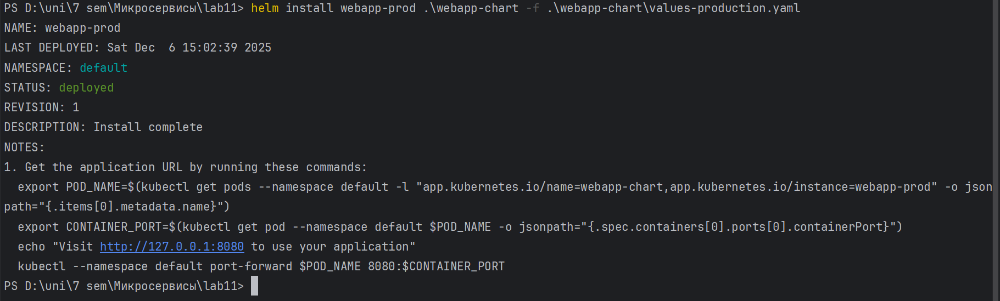 PS D:\uni\7 sem\Микросервисы\lab11> helm install webapp-prod .\webapp-chart -f .\webapp-chart\values-production.yaml
NAME: webapp-prod
LAST DEPLOYED: Sat Dec  6 15:02:39 2025
NAMESPACE: default
STATUS: deployed
REVISION: 1
DESCRIPTION: Install complete
NOTES:
1. Get the application URL by running these commands:
  export POD_NAME=$(kubectl get pods --namespace default -l "app.kubernetes.io/name=webapp-chart,app.kubernetes.io/instance=webapp-prod" -o json
path="{.items[0].metadata.name}")
  export CONTAINER_PORT=$(kubectl get pod --namespace default $POD_NAME -o jsonpath="{.spec.containers[0].ports[0].containerPort}")
  echo "Visit http://127.0.0.1:8080 to use your application"
  kubectl --namespace default port-forward $POD_NAME 8080:$CONTAINER_PORT
PS D:\uni\7 sem\Микросервисы\lab11>